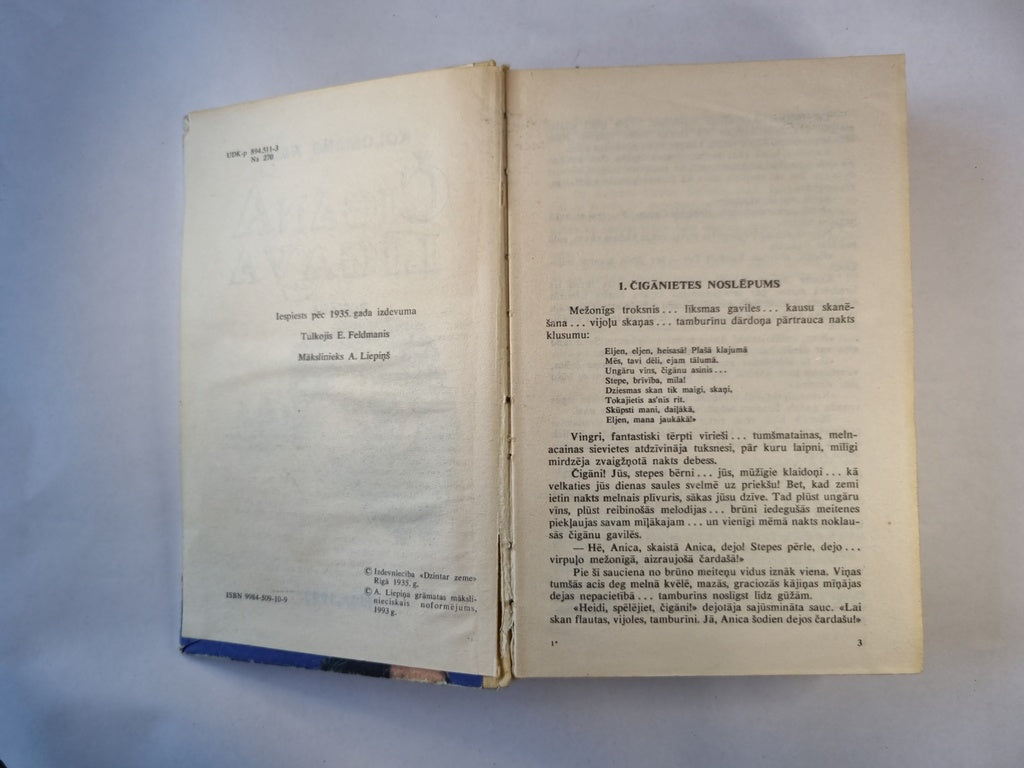 UDK-p 894.511-3
Na 270
Iespiests pēc 1935. gada izdevuma
Tulkojis E. Feldmanis
Mākslinieks A. Liepiņš
ISBN 9984-509-10-9
© Izdevniecība «Dzintar zeme»
Rīgā 1935. g.
© A. Liepiņa grāmatas māksli-
nieciskais noformējums,
1993 g.
1. ČIGĀNIETES NOSLĒPUMS
Mežonīgs troksnis... līksmas gaviles... kausu skanē-
šana... vijoļu skaņas... tamburīnu dārdoņa pārtrauca nakts
klusumu:
Eljen, eljen, heisasā! Plašā klajumā
Mēs, tavi dēli, ejam tālumā.
Ungāru vīns, čigānu asinis...
Stepe, brīvība, mīla!
Dziesmas skan tik maigi, skaņi,
Tokajietis as'nis rit.
Skūpsti mani, daiļākā,
Eljen, mana jaukākā!»
Vingri, fantastiski tērpti vīrieši... tumšmatainas, meln-
acainas sievietes atdzīvināja tuksnesi, pār kuru laipni, mīlīgi
mirdzēja zvaigžņotā nakts debess.
Čigāni! Jūs, stepes bērni... jūs, mūžīgie klaidoņi... kā
velkaties jūs dienas saules svelmē uz priekšu! Bet, kad zemi
ietin nakts melnais plīvuris, sākas jūsu dzīve. Tad plūst ungāru
vīns, plūst reibinošās melodijas... brūni iedegušās meitenes
piekļaujas savam mīļākajam... un vienīgi mēmā nakts noklau-
sās čigānu gavilēs.
— Hē, Anica, skaistā Anica, dejo! Stepes pērle, dejo...
virpuļo mežonīgā, aizraujošā čardašā!»
Pie šī sauciena no brūno meiteņu vidus iznāk viena. Viņas
tumšās acis deg melnā kvēlē, mazās, graciozās kājiņas mīņājas
dejas nepacietībā... tamburīns noslīgst līdz gūžām.
«Heidi, spēlējiet, čigāni!» dejotāja sajūsmināta sauc. «Lai
skan flautas, vijoles, tamburīni. Jā, Anica šodien dejos čardašu!»
1*
3